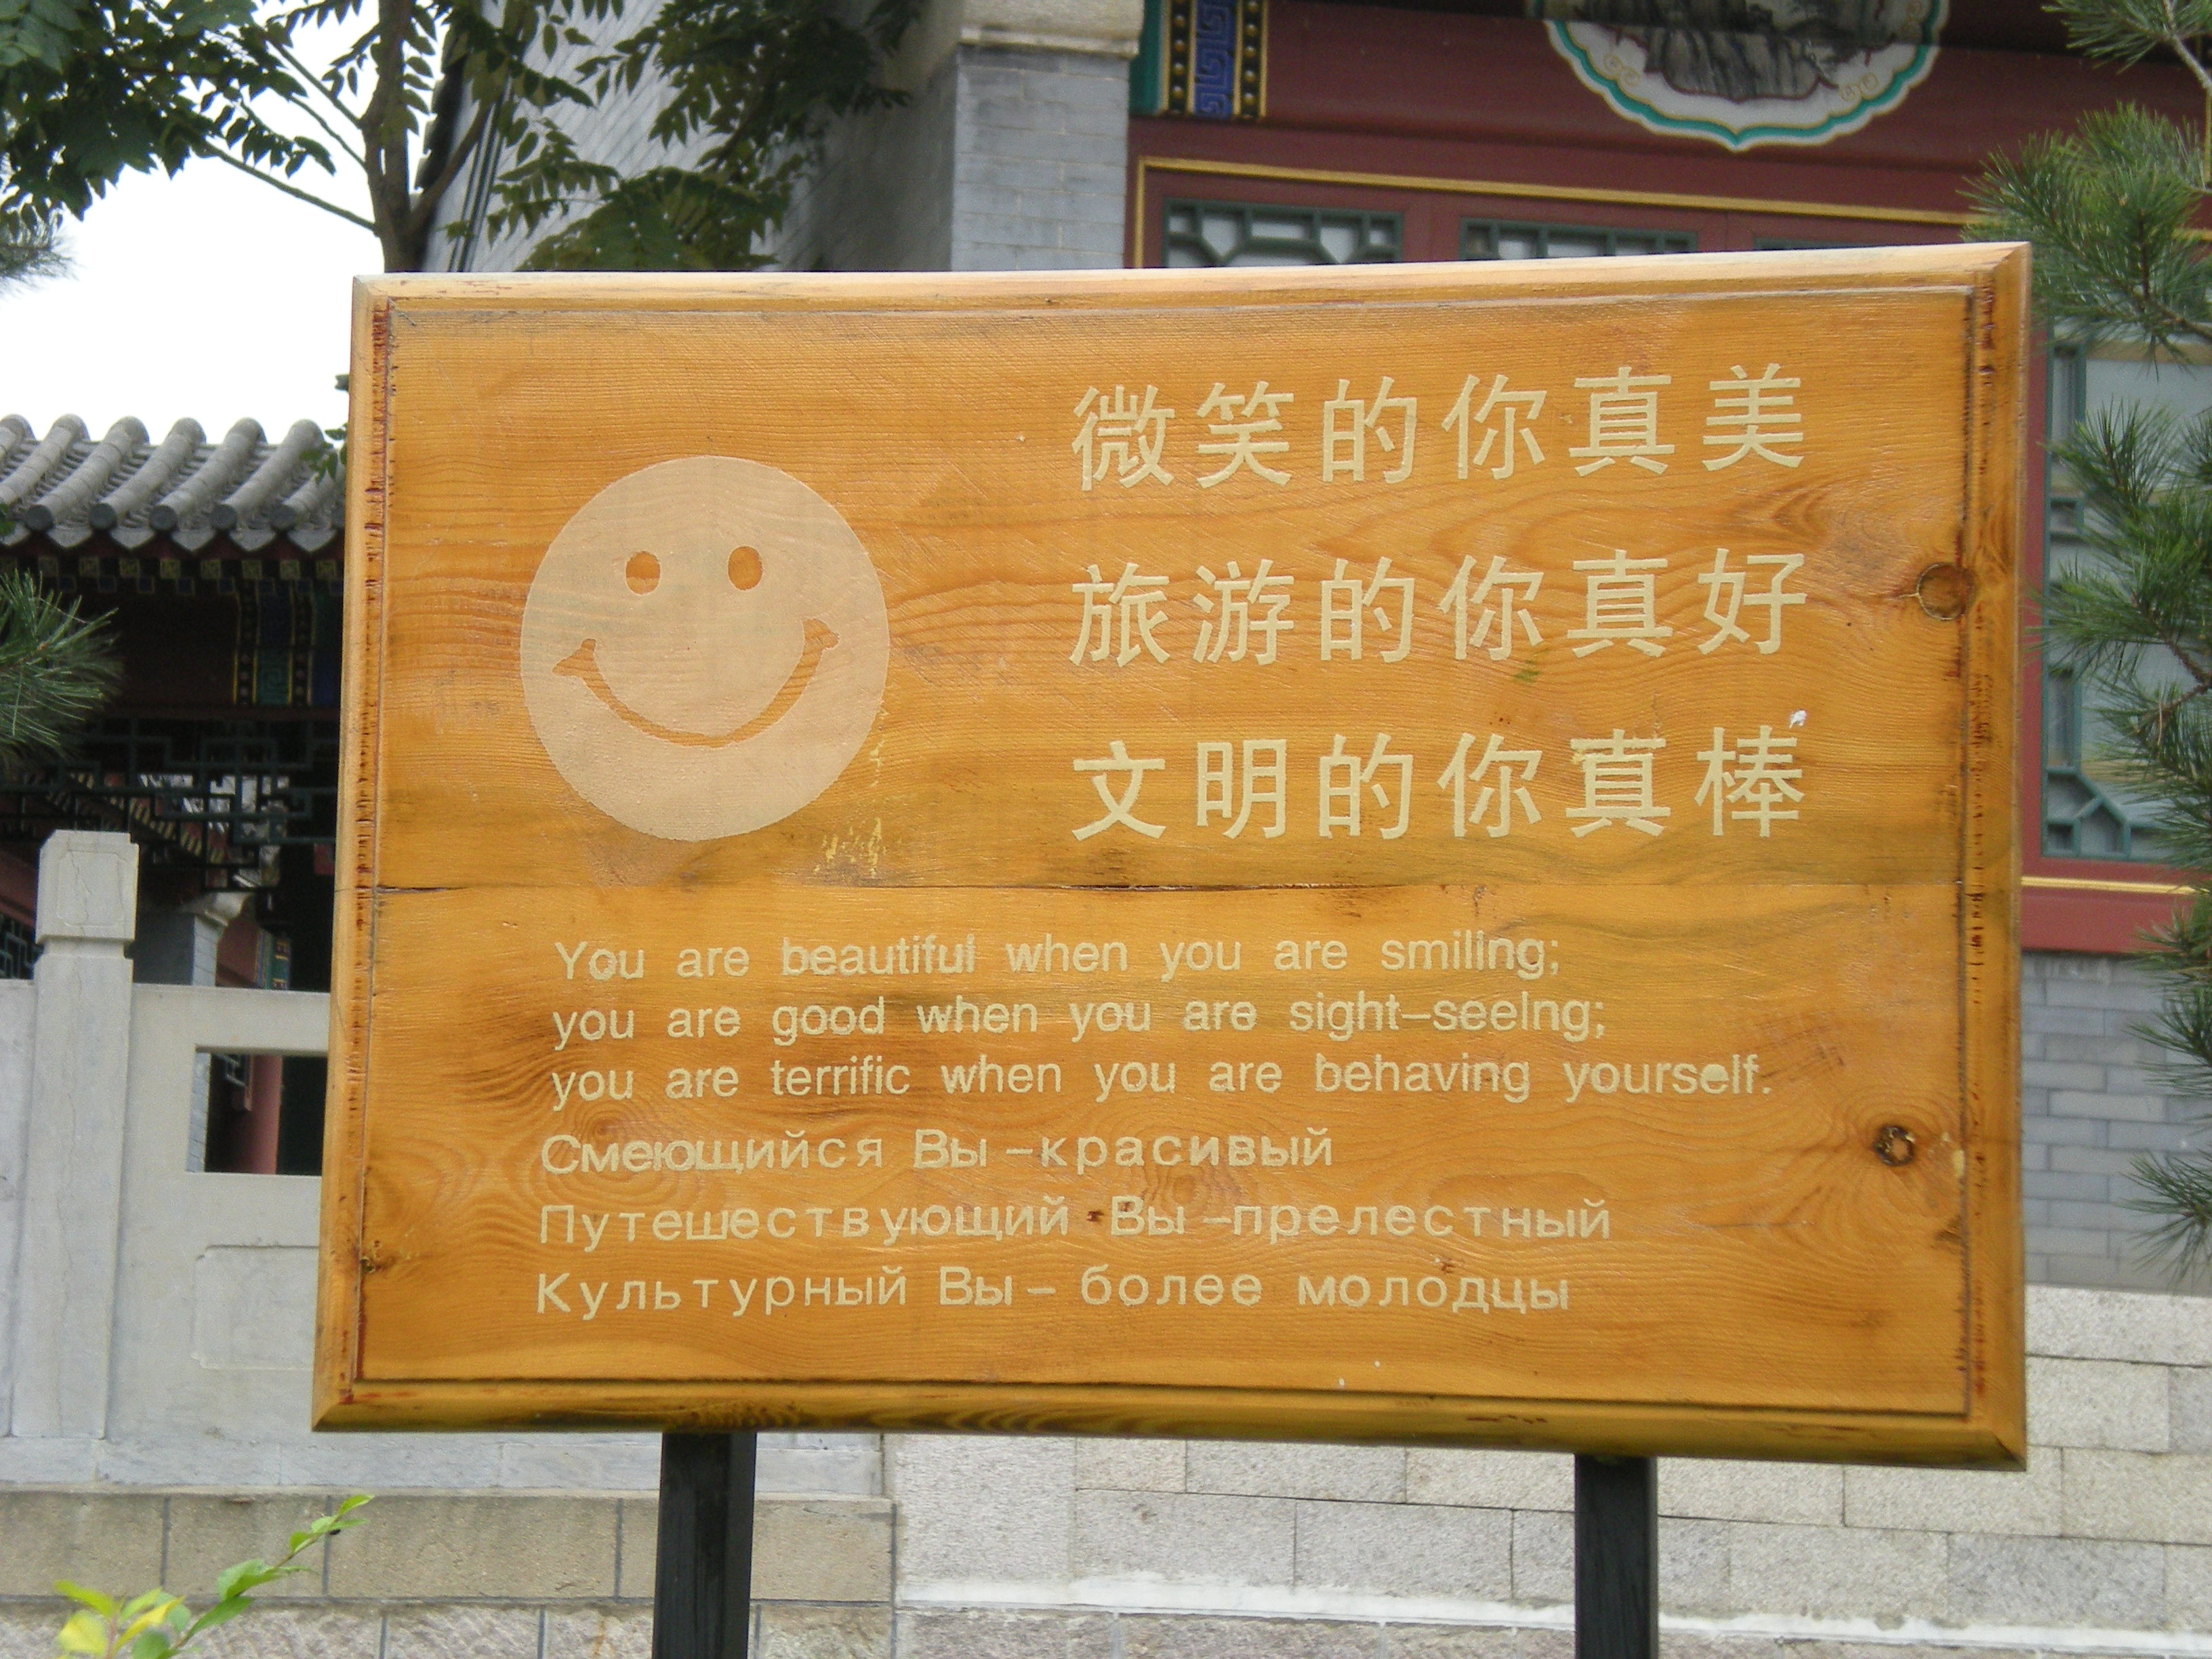 微笑的你真美
旅游的你真好
文明的你真棒
You are beautiful when you are smiling;
you are good when you are sight-seeing;
you are terrific when you are behaving yourself.
Смеющийся Вы -красивый
Путешествующий Вы -прелестный
Культурный Вы - более молодцы